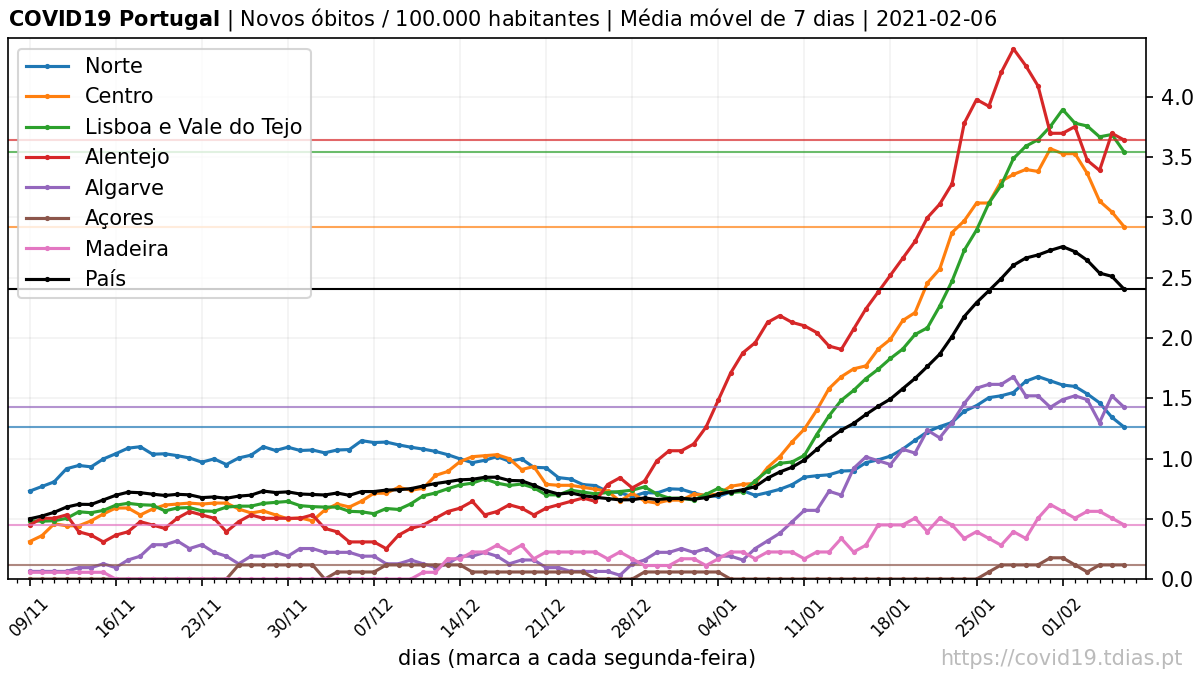 COVID19 Portugal | Novos óbitos / 100.000 habitantes | Média móvel de 7 dias | 2021-02-06
Norte
Centro
Lisboa e Vale do Tejo
Alentejo
Algarve
Açores
Madeira
País
4.0
3.5
3.0
2.5
2.0
1.5
1.0
0.5
0.0
09/11
16/11
23/11
30/11
07/12
14/12
21/12
28/12
04/01
11/01
18/01
25/01
01/02
dias (marca a cada segunda-feira)
https://covid19.tdias.pt